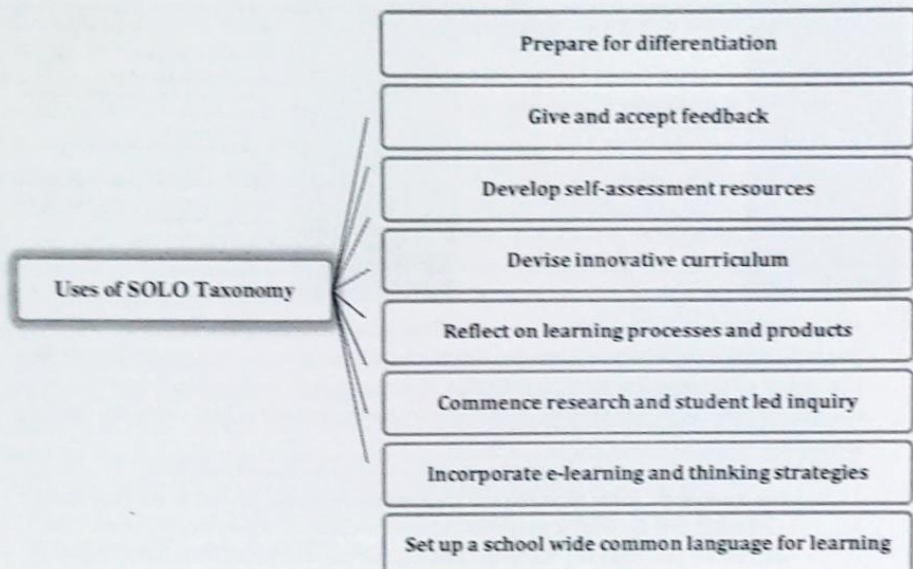 Prepare for differentiation
Give and accept feedback
Develop self-assessment resources
Devise innovative curriculum
Uses of SOLO Taxonomy
Reflect on learning processes and products
Commence research and student led inquiry
Incorporate e-learning and thinking strategies
Set up a school wide common language for learning